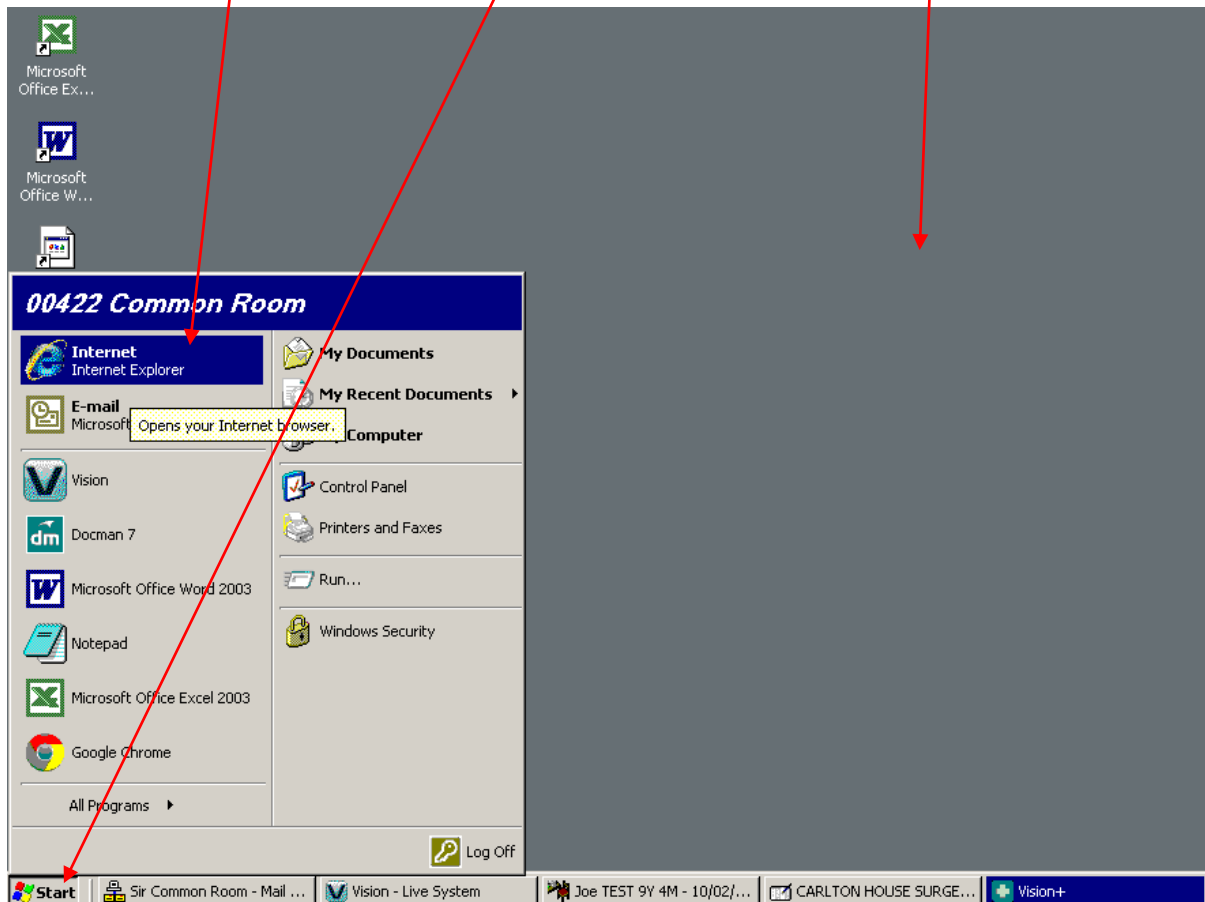 Microsoft
Office Ex...
Microsoft
Office W...
00422 Common Room
Internet
Internet Explorer
E-mail
Microsoft
Opens your Internet browser.
Vision
Docman 7
Microsoft Office Word 2003
Notepad
Microsoft Office Excel 2003
Google Chrome
All Programs
My Documents
My Recent Documents
Computer
Control Panel
Printers and Faxes
Run...
Windows Security
Log Off
Start
Sir Common Room - Mail ...
Vision - Live System
Joe TEST 9Y 4M - 10/02/...
CARLTON HOUSE SURGE...
Vision+